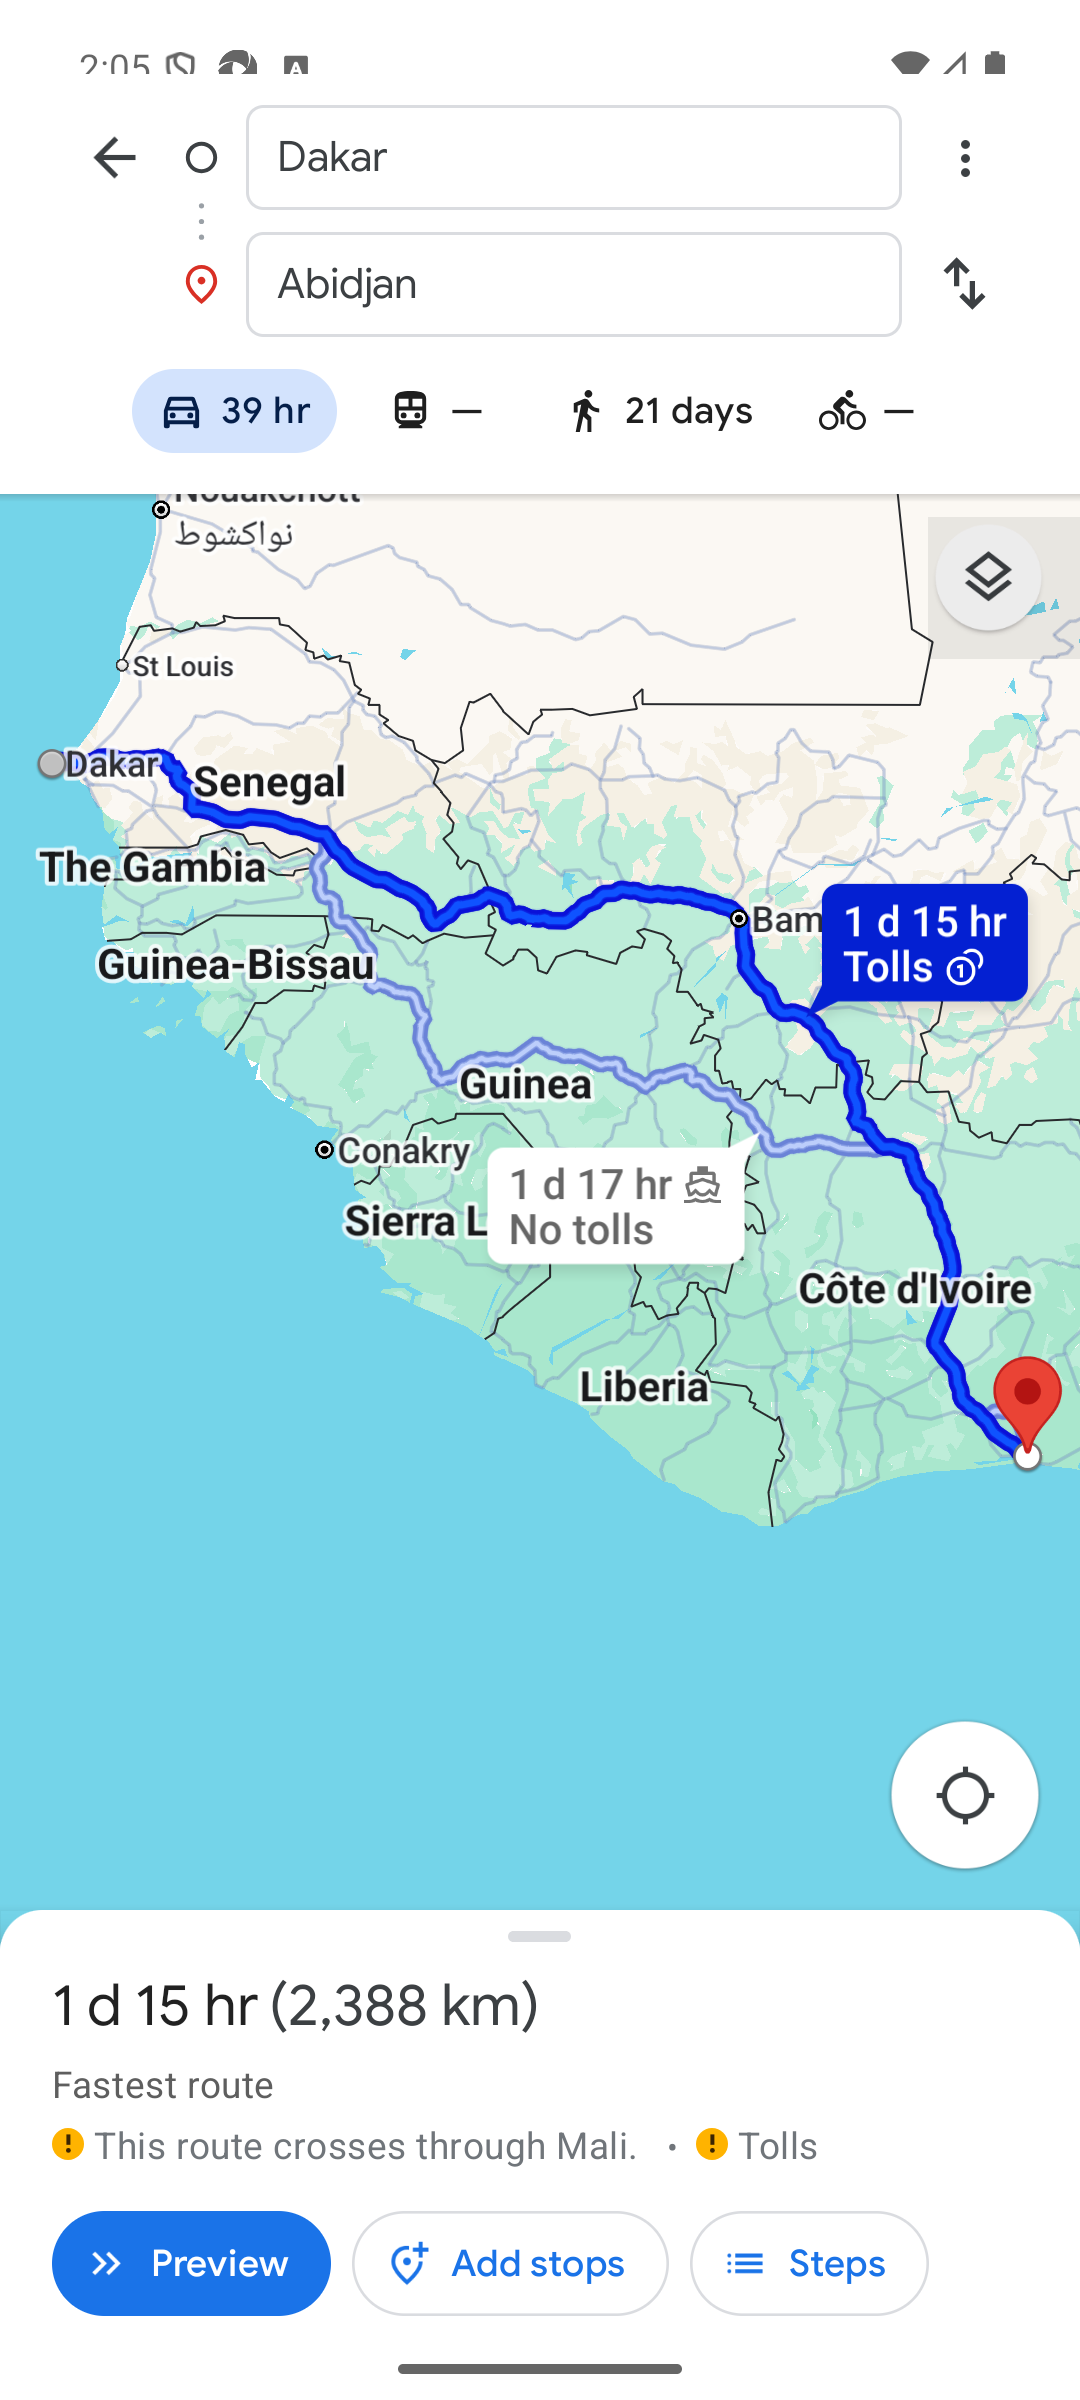 2:05
Dakar
Abidjan
39 hr
—
21 days
—
Nouakchott
نواكشوط
St Louis
Dakar
Senegal
The Gambia
Bam
1 d 15 hr
Tolls
Guinea-Bissau
Guinea
Conakry
1 d 17 hr
No tolls
Sierra L
Côte d'Ivoire
Liberia
1 d 15 hr (2,388 km)
Fastest route
This route crosses through Mali. · Tolls
Preview
Add stops
Steps